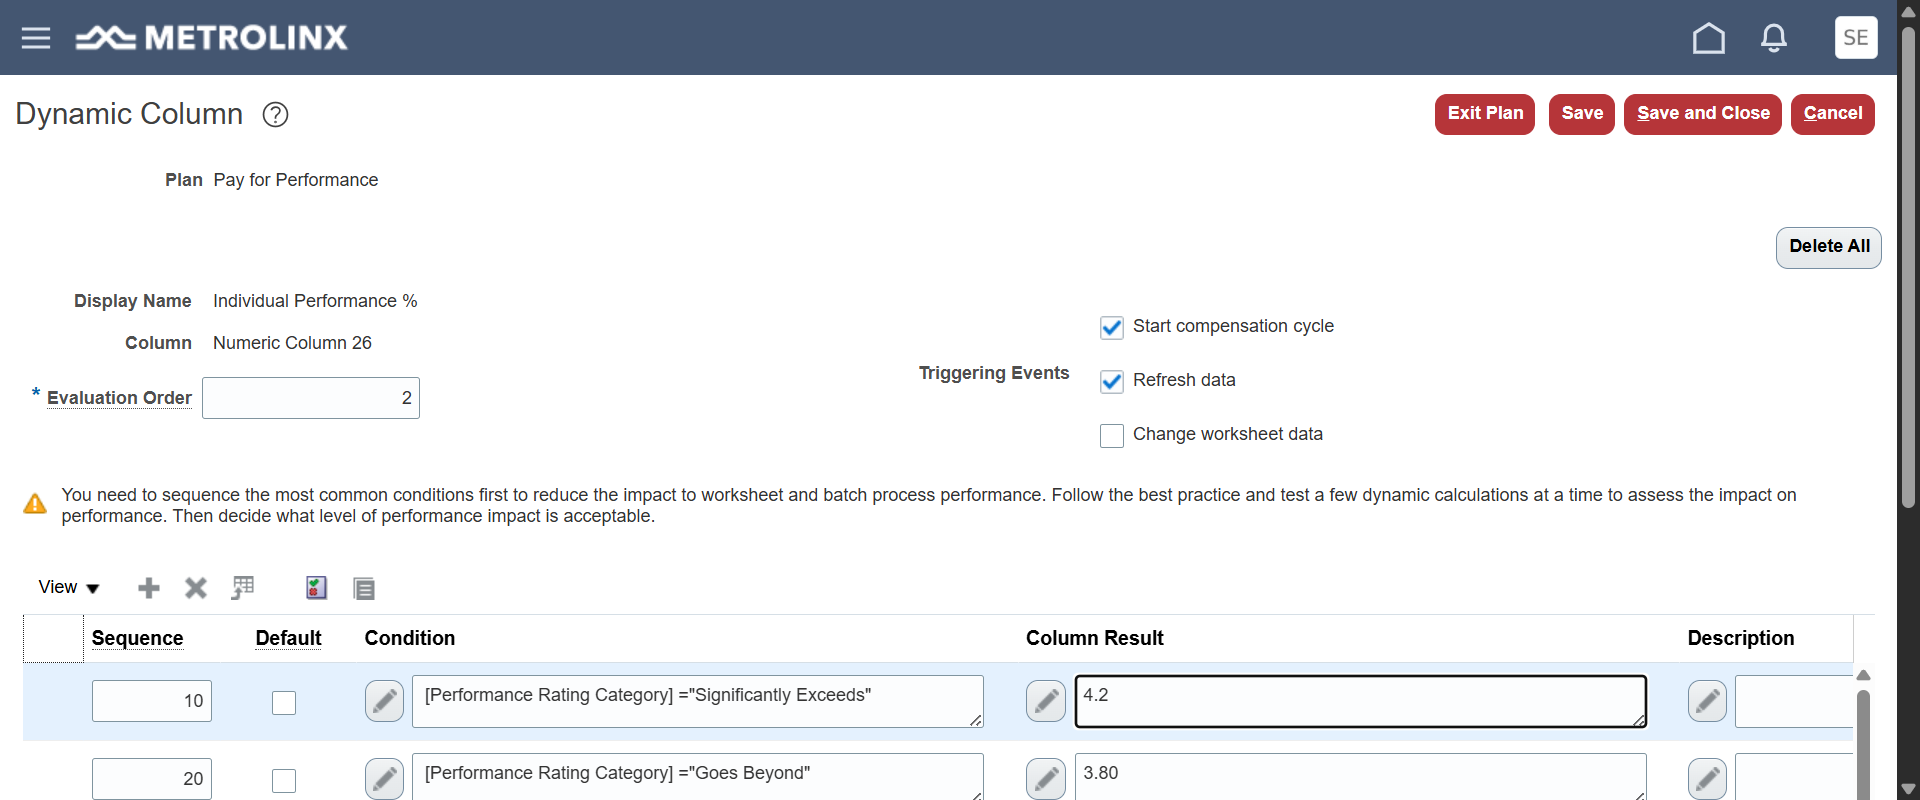 METROLINX
SE
Dynamic Column ?
Exit Plan Save Save and Close Cancel
Plan Pay for Performance
Delete All
Display Name Individual Performance %
Column Numeric Column 26
* Evaluation Order 2
Triggering Events
Start compensation cycle
Refresh data
Change worksheet data
You need to sequence the most common conditions first to reduce the impact to worksheet and batch process performance. Follow the best practice and test a few dynamic calculations at a time to assess the impact on
performance. Then decide what level of performance impact is acceptable.
View
Sequence Default Condition Column Result Description
10 [Performance Rating Category] ="Significantly Exceeds" 4.2
20 [Performance Rating Category] ="Goes Beyond" 3.80